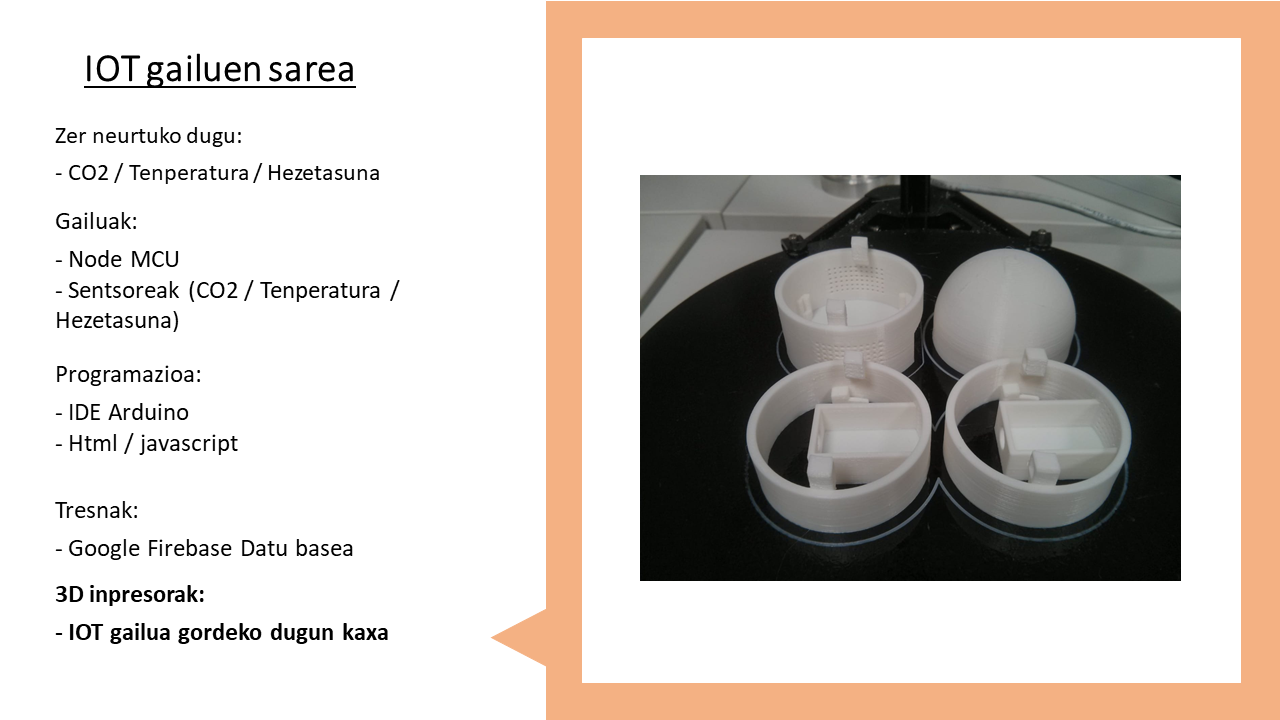 IOT gailuen sarea
Zer neurtuko dugu:
- CO2 / Tenperatura / Hezetasuna
Gailuak:
- Node MCU
- Sentsoreak (CO2 / Tenperatura /
Hezetasuna)
Programazioa:
- IDE Arduino
- Html / javascript
Tresnak:
- Google Firebase Datu basea
3D inpresorak:
- IOT gailua gordeko dugun kaxa